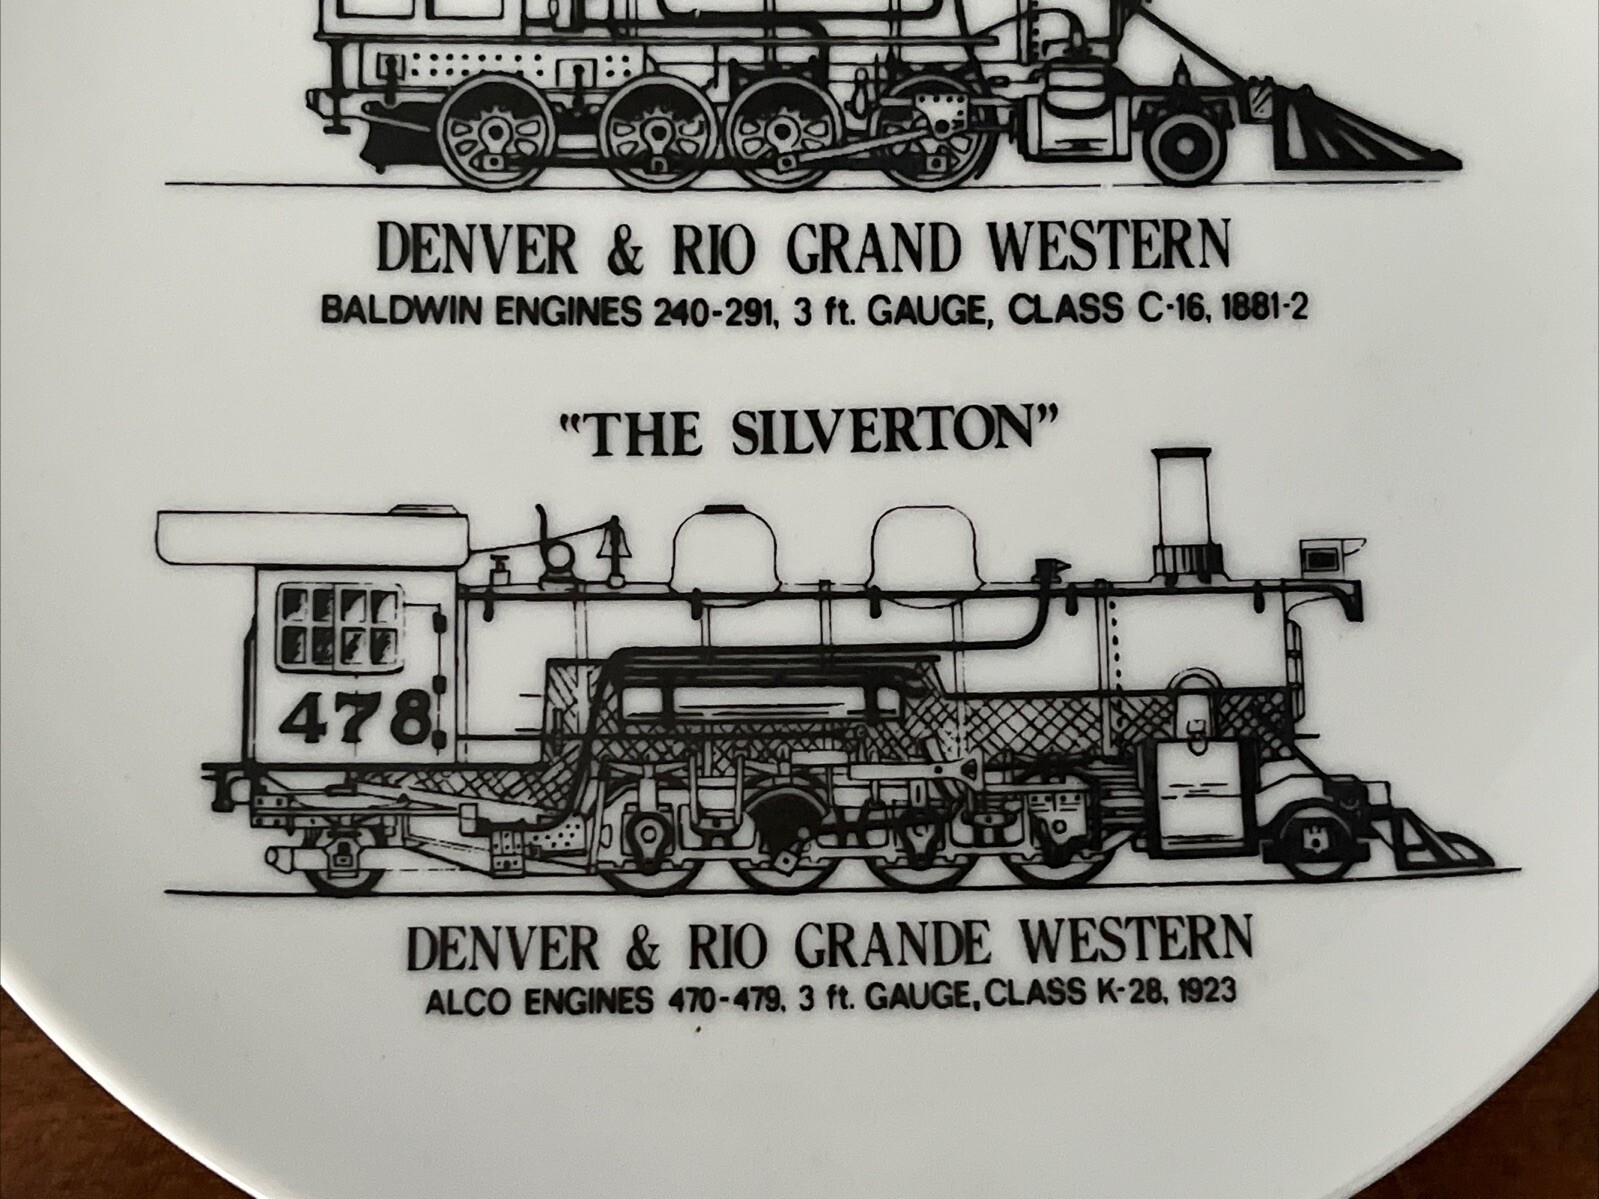 DENVER & RIO GRAND WESTERN
BALDWIN ENGINES 240-291, 3 ft. GAUGE, CLASS C-16, 1881-2
"THE SILVERTON"
478
DENVER & RIO GRANDE WESTERN
ALCO ENGINES 470-479, 3 ft. GAUGE, CLASS K-28, 1923